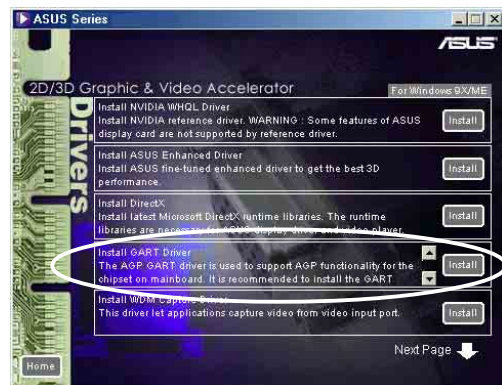 ASUS Series
ASUS
2D/3D Graphic & Video Accelerator
For Windows 9X/ME
Drivers
Install NVIDIA WHQL Driver
Install NVIDIA reference driver. WARNING : Some features of ASUS
display card are not supported by reference driver.
Install
Install ASUS Enhanced Driver
Install ASUS fine-tuned enhanced driver to get the best 3D
performance.
Install
Install DirectX
Install latest Microsoft DirectX runtime libraries. The runtime
libraries are necessary for ASUS display driver and video player.
Install
Install GART Driver
The AGP GART driver is used to support AGP functionality for the
chipset on mainboard. It is recommended to install the GART
Install
Install WDM Capture Driver
This driver let applications capture video from video input port.
Install
Next Page
Home